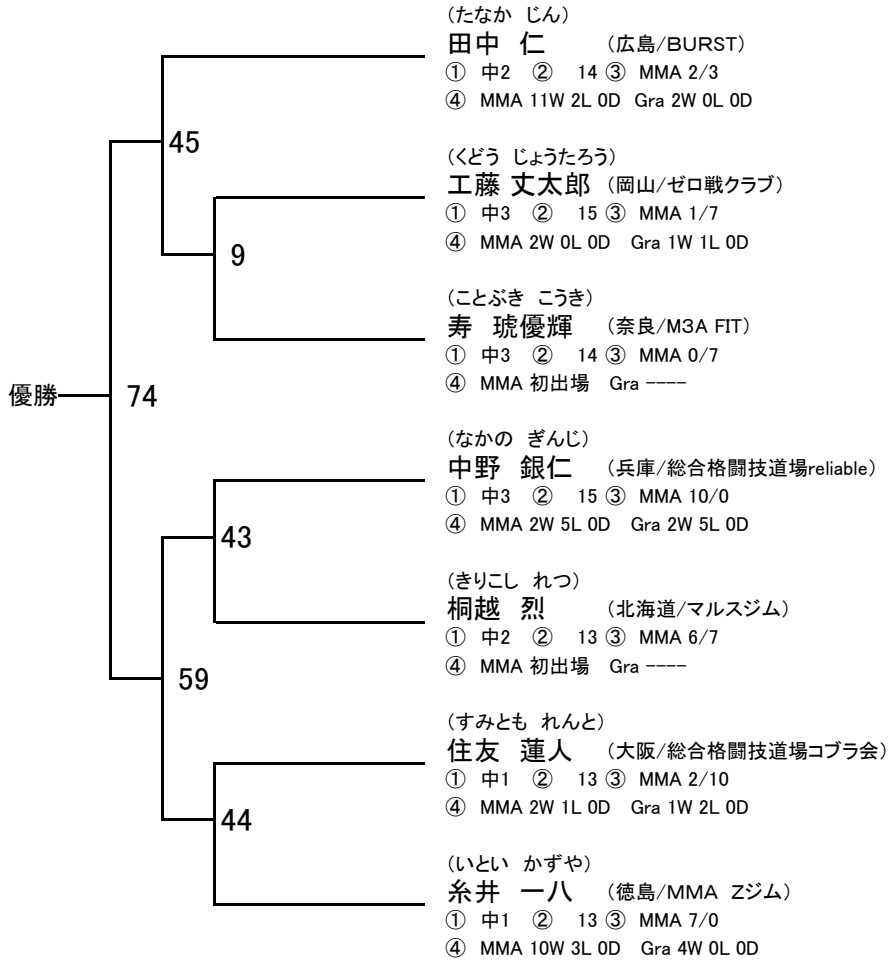 （たなか　じん）
田中　仁　（広島/BURST）
①　中2　②　14 ③　MMA 2/3
④　MMA 11W 2L 0D　Gra 2W 0L 0D
45
（くどう　じょうたろう）
工藤 丈太郎　（岡山/ゼロ戦クラブ）
①　中3　②　15 ③　MMA 1/7
④　MMA 2W 0L 0D　Gra 1W 1L 0D
9
（ことぶき　こうき）
寿　琥優輝　（奈良/M3A FIT）
①　中3　②　14 ③　MMA 0/7
④　MMA 初出場　Gra ----
優勝
74
（なかの　ぎんじ）
中野　銀仁　（兵庫/総合格闘技道場reliable）
①　中3　②　15 ③　MMA 10/0
④　MMA 2W 5L 0D　Gra 2W 5L 0D
43
（きりこし　れつ）
桐越　烈　（北海道/マルスジム）
①　中2　②　13 ③　MMA 6/7
④　MMA 初出場　Gra ----
59
（すみとも　れんと）
住友　蓮人　（大阪/総合格闘技道場コブラ会）
①　中1　②　13 ③　MMA 2/10
④　MMA 2W 1L 0D　Gra 1W 2L 0D
44
（いとい　かずや）
糸井　一八　（徳島/MMA　Zジム）
①　中1　②　13 ③　MMA 7/0
④　MMA 10W 3L 0D　Gra 4W 0L 0D